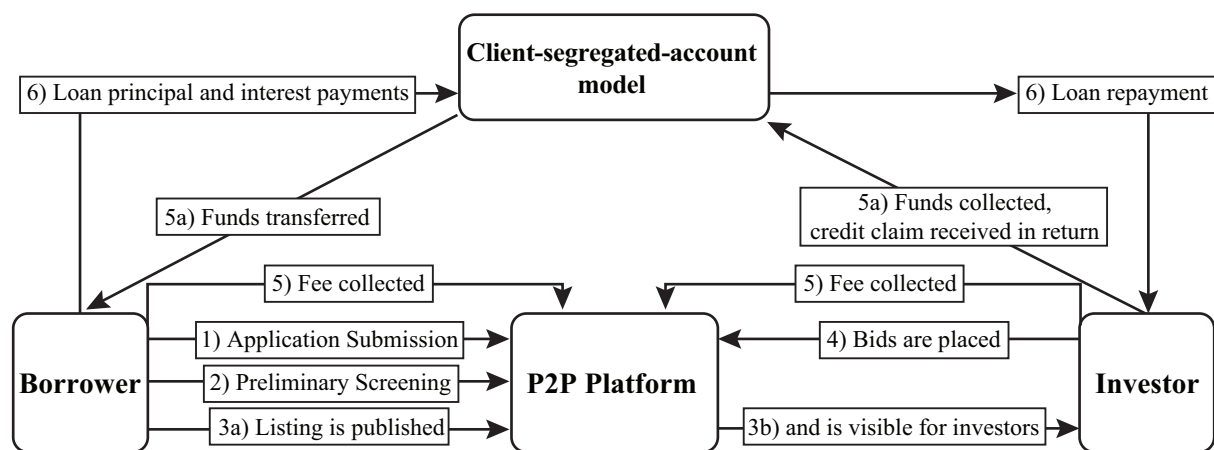 Client-segregated-account
model
6) Loan principal and interest payments
6) Loan repayment
5a) Funds transferred
5a) Funds collected,
credit claim received in return
5) Fee collected
5) Fee collected
1) Application Submission
4) Bids are placed
Borrower
2) Preliminary Screening
P2P Platform
Investor
3a) Listing is published
3b) and is visible for investors